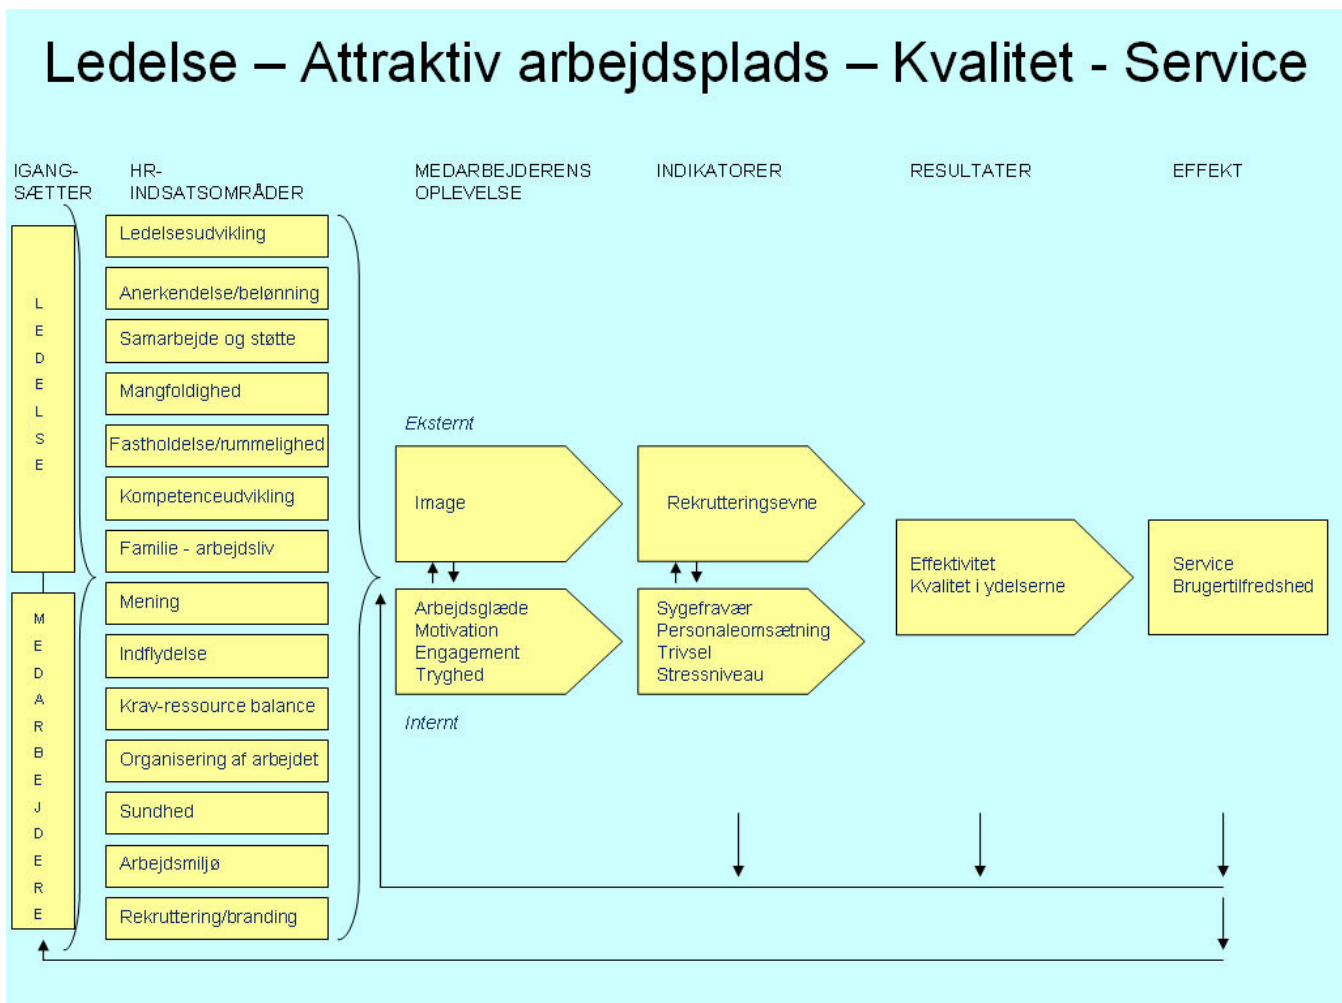 Ledelse – Attraktiv arbejdsplads – Kvalitet - Service
IGANG-
SÆTTER
HR-
INDSATSOMRÅDER
MEDARBEJDERENS
OPLEVELSE
INDIKATORER
RESULTATER
EFFEKT
LEDELSE
MEDARBEJDERE
Ledelsesudvikling
Anerkendelse/belønning
Samarbejde og støtte
Mangfoldighed
Fastholdelse/rummelighed
Kompetenceudvikling
Familie - arbejdsliv
Mening
Indflydelse
Krav-ressource balance
Organisering af arbejdet
Sundhed
Arbejdsmiljø
Rekruttering/branding
Eksternt
Image
Arbejdsglæde
Motivation
Engagement
Tryghed
Internt
Rekrutteringsevne
Sygefravær
Personaleomsætning
Trivsel
Stressniveau
Effektivitet
Kvalitet i ydelserne
Service
Brugertilfredshed